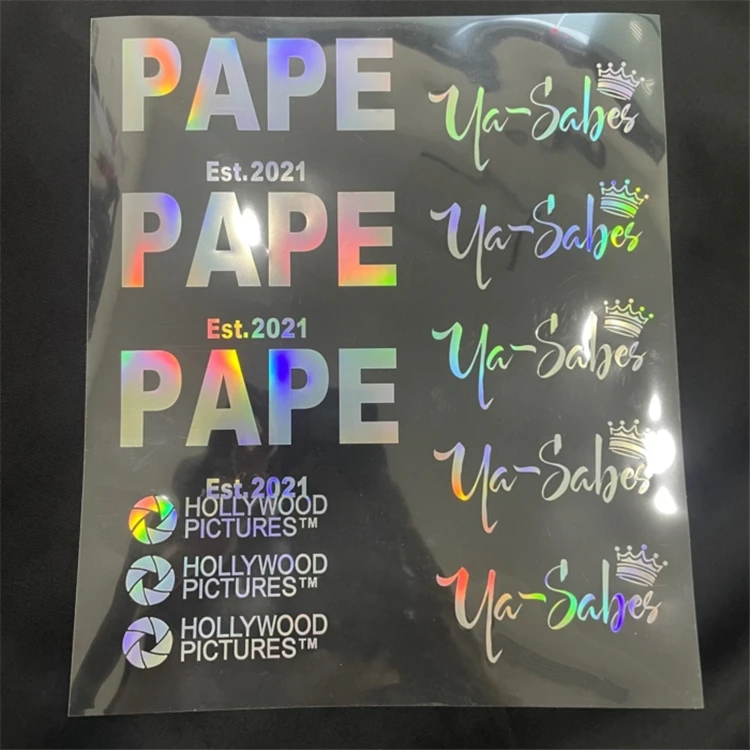 PAPE
Est.2021
PAPE
Est.2021
PAPE
Est.2021
HOLLYWOOD
PICTURES™
HOLLYWOOD
PICTURES™
HOLLYWOOD
PICTURES™
Ya-Sabes
Ya-Sabes
Ya-Sabes
Ya-Sabes
Ya-Sabes